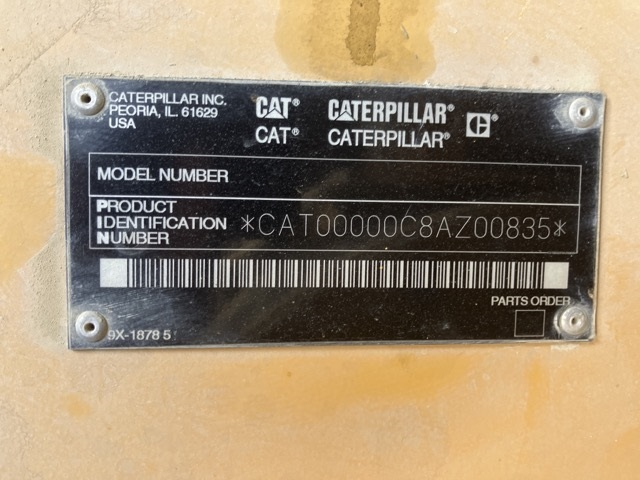 CATERPILLAR INC.
PEORIA, IL. 61629
USA
CAT® CATERPILLAR® C
CAT® CATERPILLAR®
MODEL NUMBER
PRODUCT
IDENTIFICATION
NUMBER
*CAT00000C8AZ00835*
PARTS ORDER
9X-1878 5